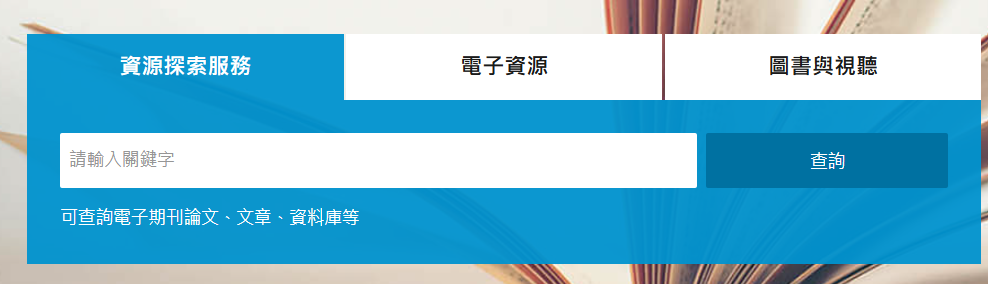 資源探索服務
電子資源
圖書與視聽
請輸入關鍵字
查詢
可查詢電子期刊論文、文章、資料庫等